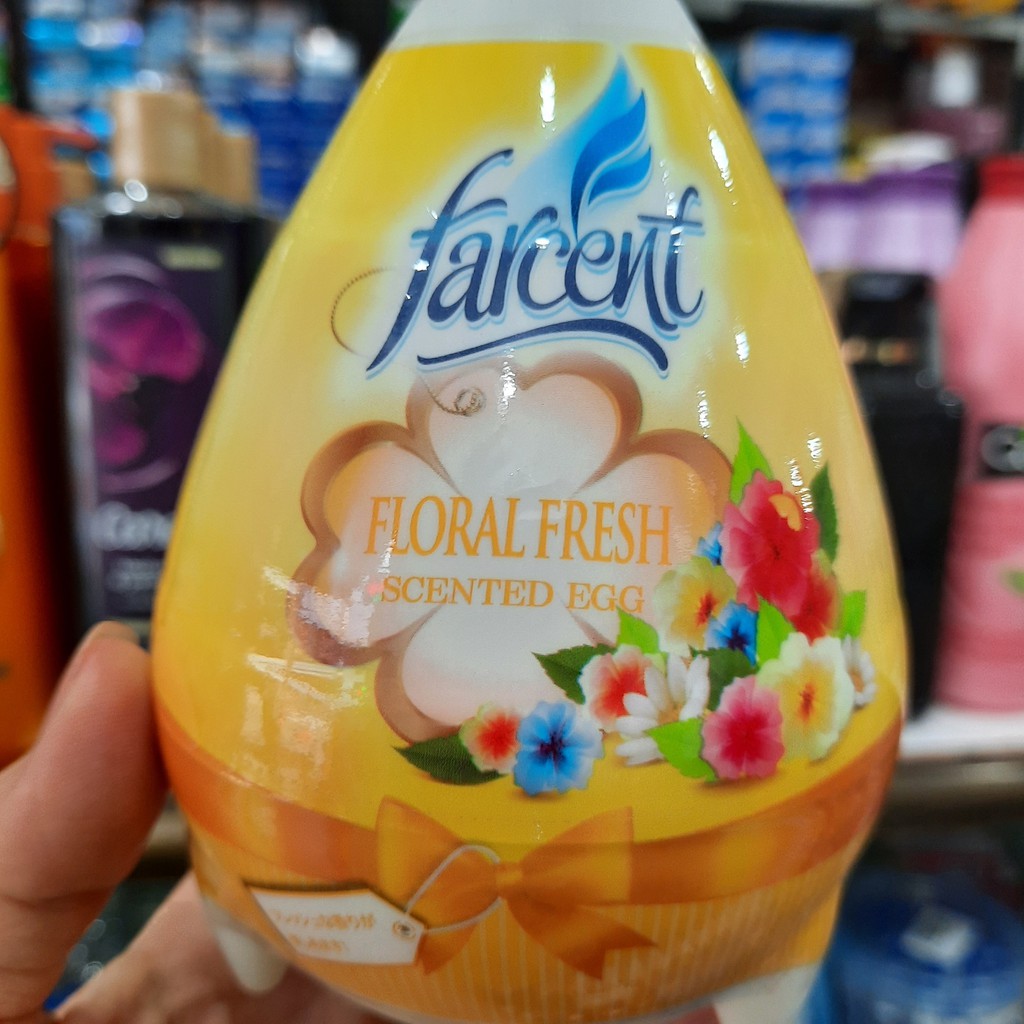 farcent
FLORAL FRESH
SCENTED EGG